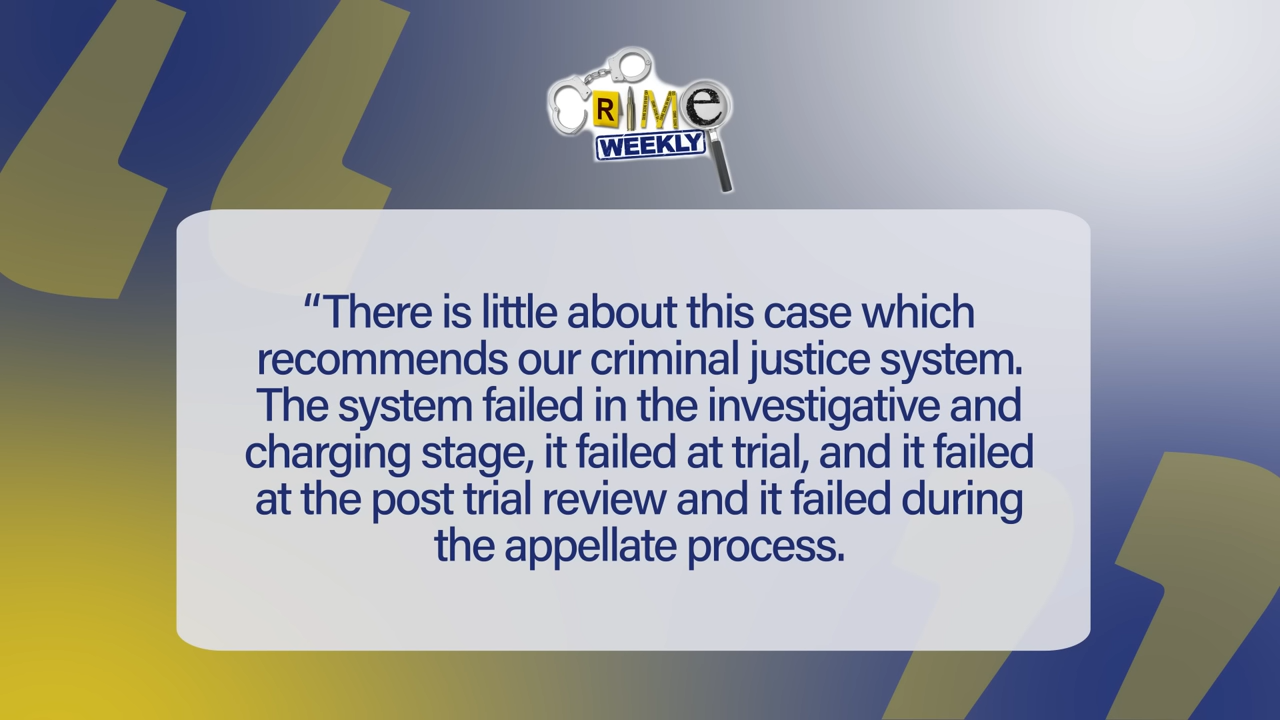 CRIMe
WEEKLY
“There is little about this case which
recommends our criminal justice system.
The system failed in the investigative and
charging stage, it failed at trial, and it failed
at the post trial review and it failed during
the appellate process.